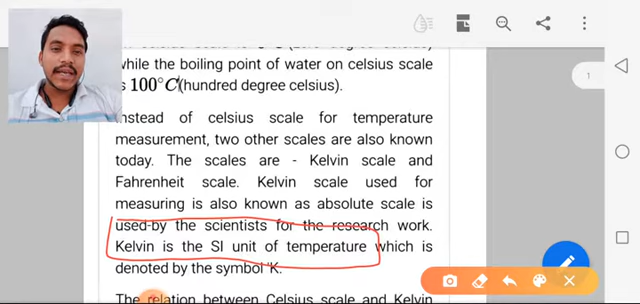 while the boiling point of water on celsius scale
s 100°C (hundred degree celsius).
Instead of celsius scale for temperature
measurement, two other scales are also known
today. The scales are - Kelvin scale and
Fahrenheit scale. Kelvin scale used for
measuring is also known as absolute scale is
used by the scientists for the research work.
Kelvin is the SI unit of temperature which is
denoted by the symbol 'K.
The relation between Celsius scale and Kelvin
1